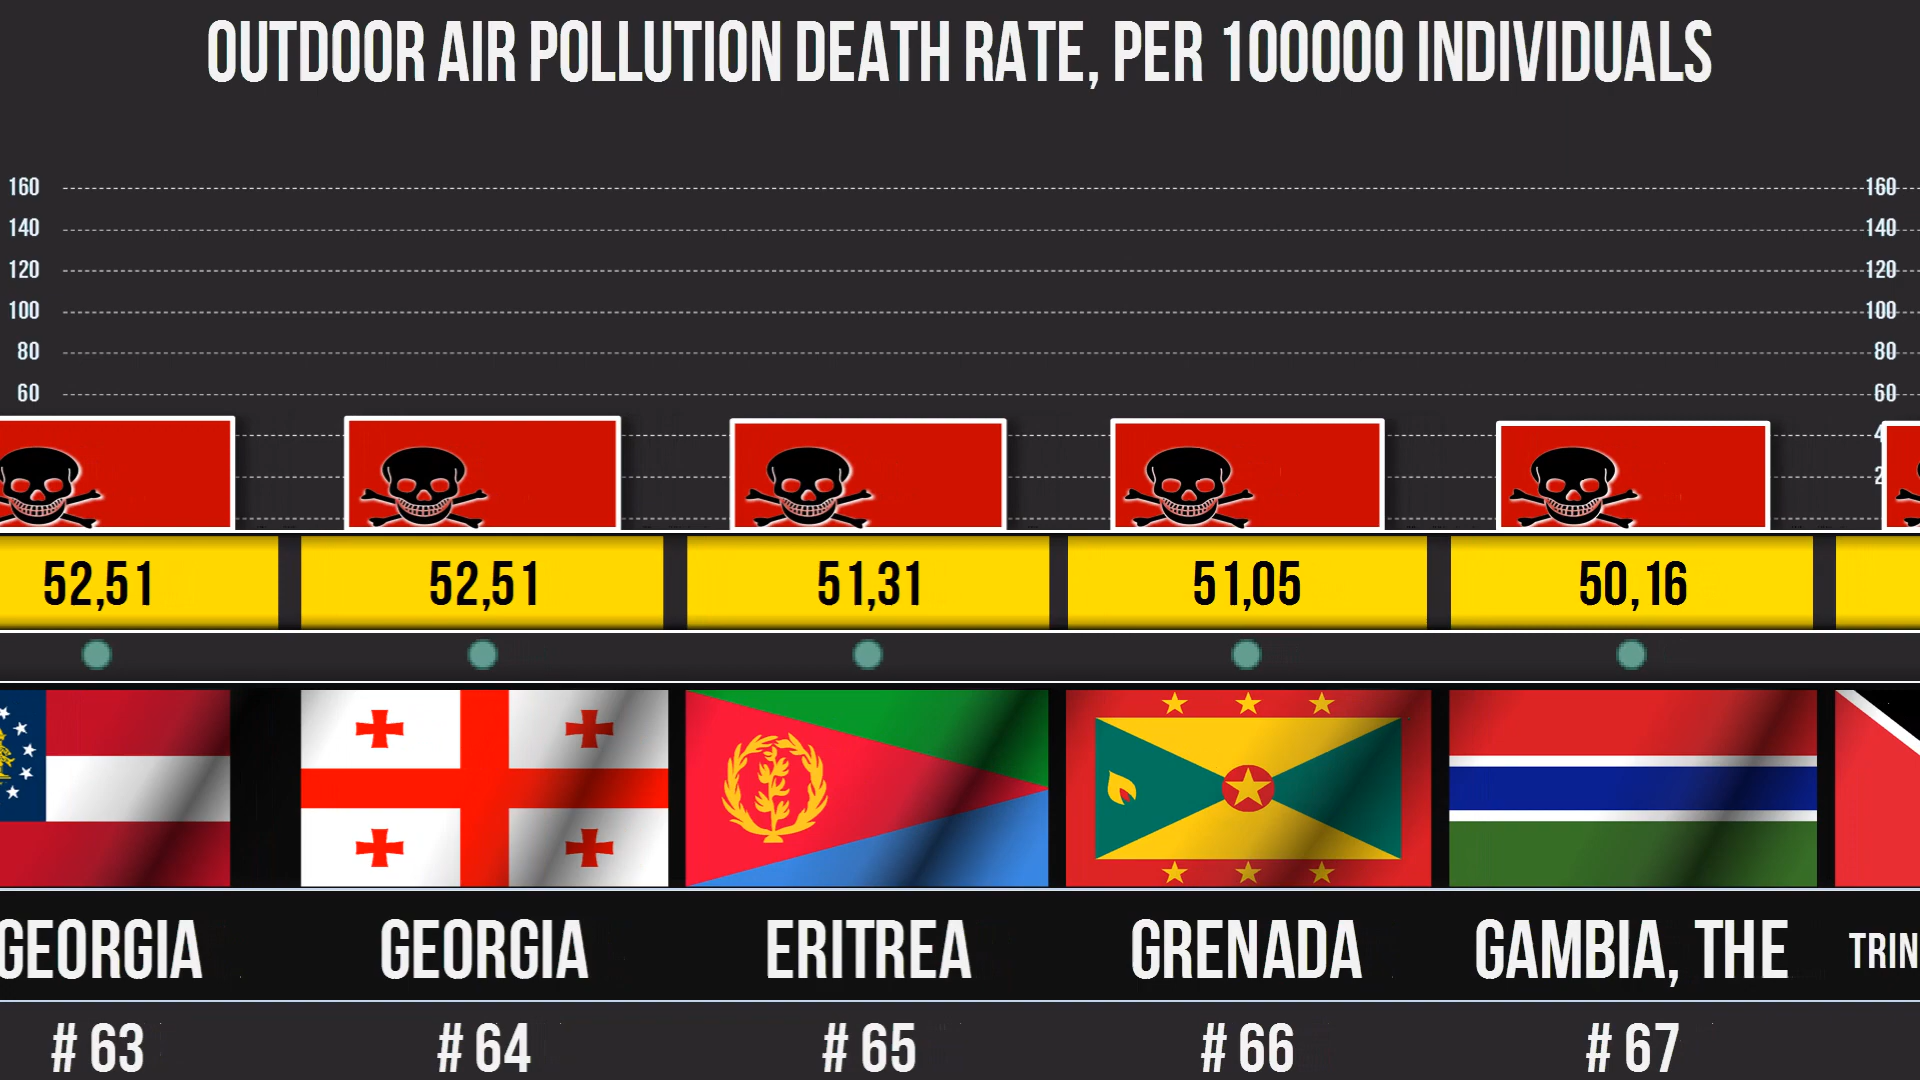 OUTDOOR AIR POLLUTION DEATH RATE, PER 100000 INDIVIDUALS
160 160
140 140
120 120
100 100
80 80
60 60
52,51 52,51 51,31 51,05 50,16
GEORGIA GEORGIA ERITREA GRENADA GAMBIA, THE TRIN
# 63 # 64 # 65 # 66 # 67